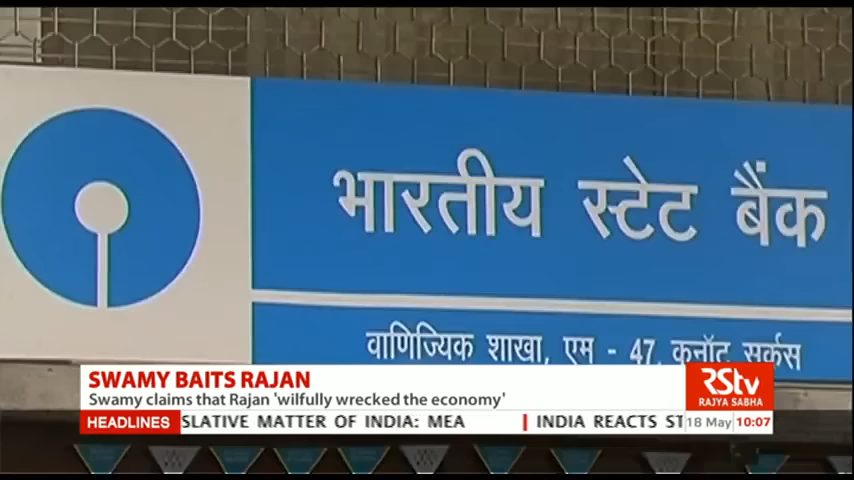 भारतीय स्टेट बैंक
वाणिज्यिक शाखा, एम - 47, कनॉट सर्कस
SWAMY BAITS RAJAN
Swamy claims that Rajan 'wilfully wrecked the economy'
RStv
RAJYA SABHA
HEADLINES SLATIVE MATTER OF INDIA: MEA | INDIA REACTS ST 18 May 10:07